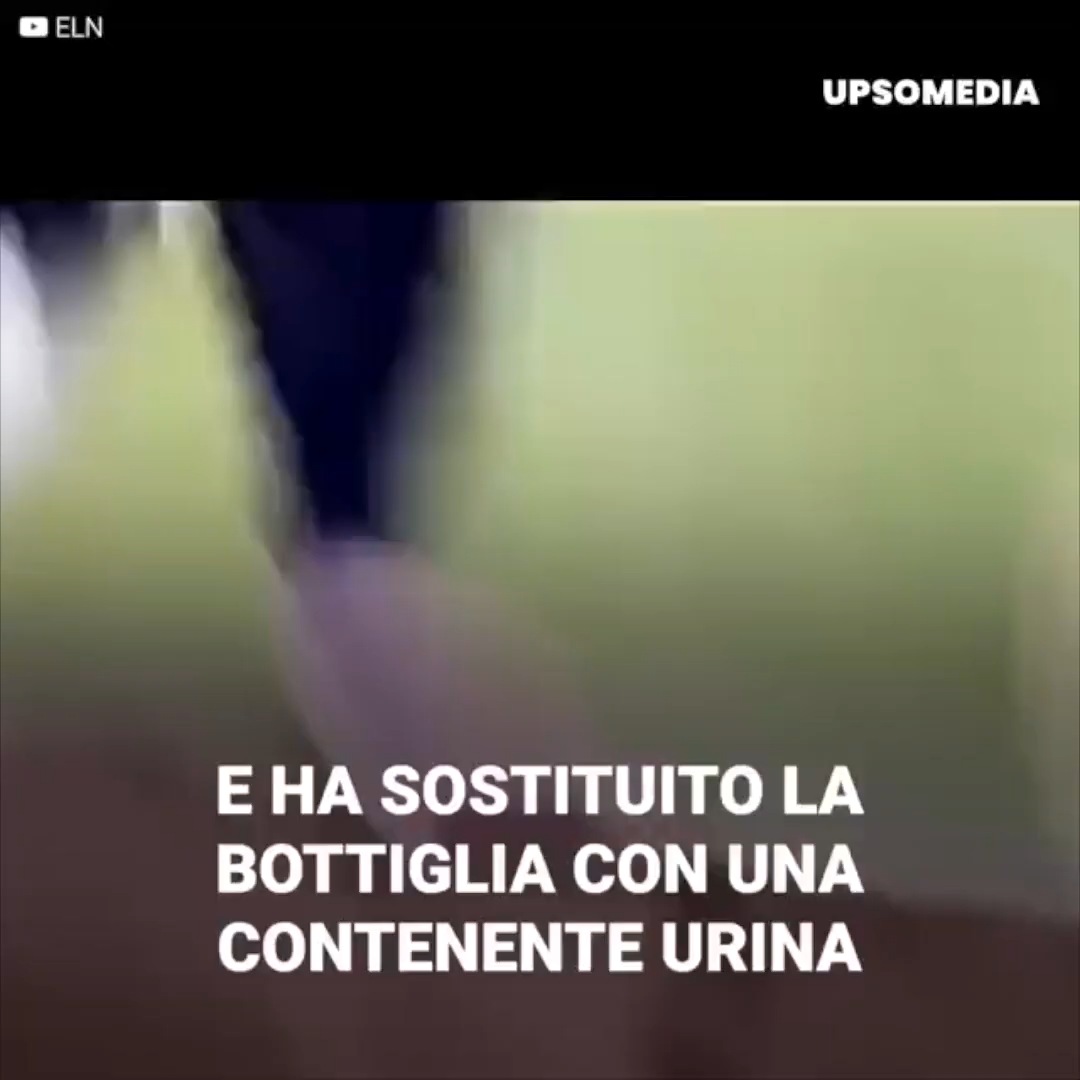 ELN
UPSOMEDIA
E HA SOSTITUITO LA
BOTTIGLIA CON UNA
CONTENENTE URINA